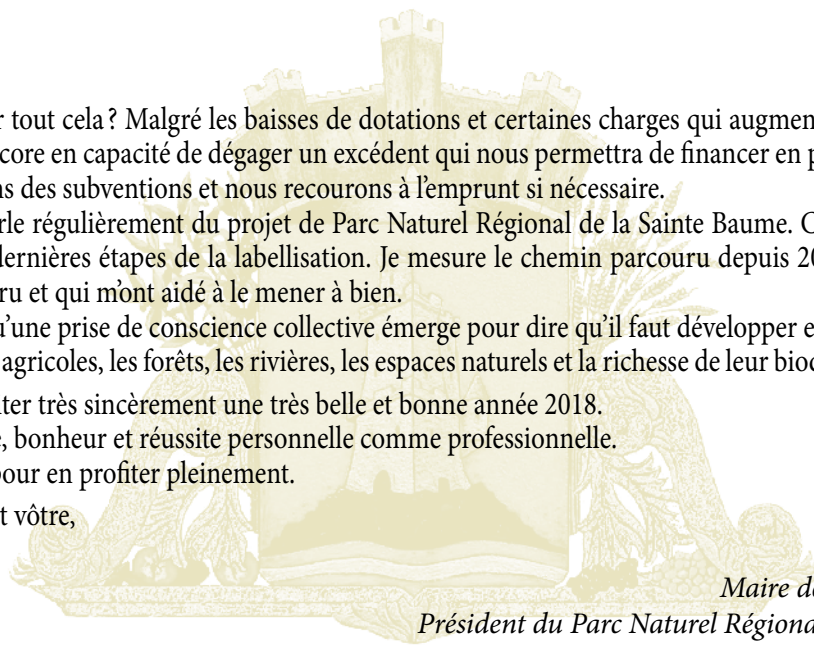 r tout cela ? Malgré les baisses de dotations et certaines charges qui augmen
core en capacité de dégager un excédent qui nous permettra de financer en p
ns des subventions et nous recourons à l’emprunt si nécessaire.
rle régulièrement du projet de Parc Naturel Régional de la Sainte Baume. C
dernières étapes de la labellisation. Je mesure le chemin parcouru depuis 20
ru et qui m’ont aidé à le mener à bien.
u’une prise de conscience collective émerge pour dire qu’il faut développer e
agricoles, les forêts, les rivières, les espaces naturels et la richesse de leur biod
ter très sincèrement une très belle et bonne année 2018.
, bonheur et réussite personnelle comme professionnelle.
pour en profiter pleinement.
t vôtre,
Maire de
Président du Parc Naturel Régiona